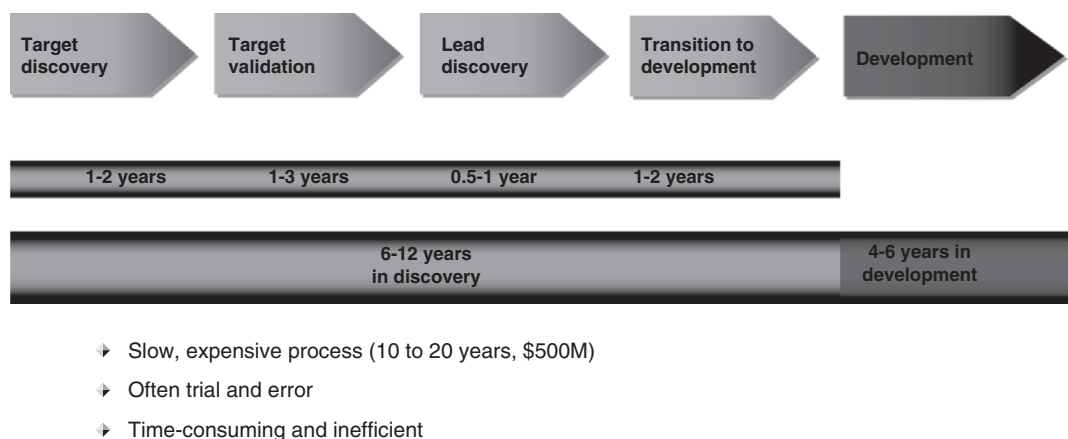 Target
discovery
Target
validation
Lead
discovery
Transition to
development
Development
1-2 years
1-3 years
0.5-1 year
1-2 years
6-12 years
in discovery
4-6 years in
development
Slow, expensive process (10 to 20 years, $500M)
Often trial and error
Time-consuming and inefficient